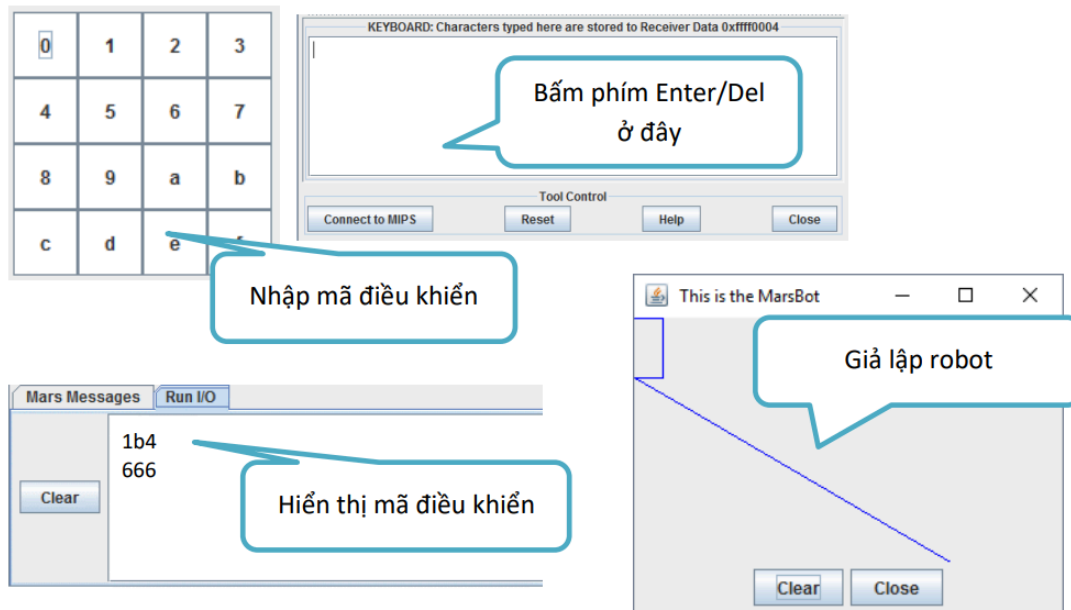 0 1 2 3
4 5 6 7
8 9 a b
c d e
KEYBOARD: Characters typed here are stored to Receiver Data 0xffff0004
Bấm phím Enter/Del
ở đây
Tool Control
Connect to MIPS Reset Help Close
Nhập mã điều khiển
This is the MarsBot
Giả lập robot
Clear Close
Mars Messages Run I/O
1b4
666
Clear
Hiển thị mã điều khiển